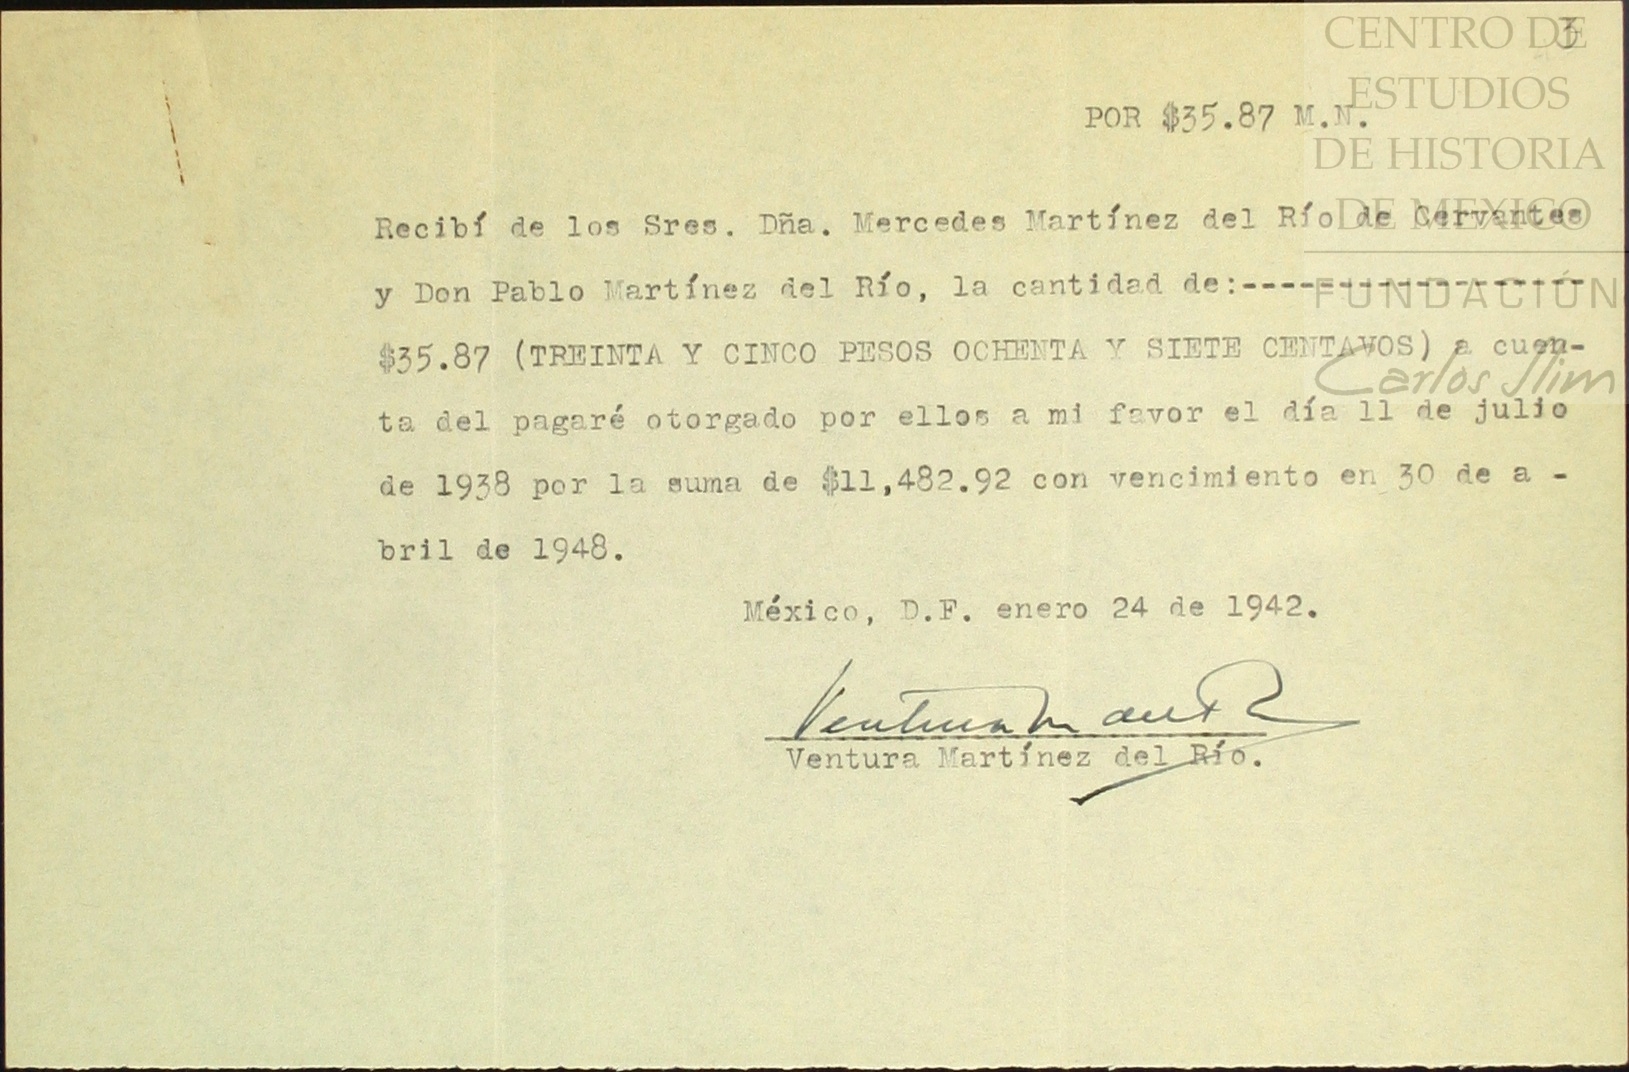 3
CENTRO DE
ESTUDIOS
DE HISTORIA
DE MEXICO
FUNDACIÓN
Carlos Slim
POR $35.87 M.N.
Recibí de los Sres. Dña. Mercedes Martínez del Río de Cervantes
y Don Pablo Martínez del Río, la cantidad de:------------------
$35.87 (TREINTA Y CINCO PESOS OCHENTA Y SIETE CENTAVOS) a cuen-
ta del pagaré otorgado por ellos a mi favor el día 11 de julio
de 1938 por la suma de $11,482.92 con vencimiento en 30 de a -
bril de 1948.
México, D.F. enero 24 de 1942.
Ventura M del R
Ventura Martínez del Río.